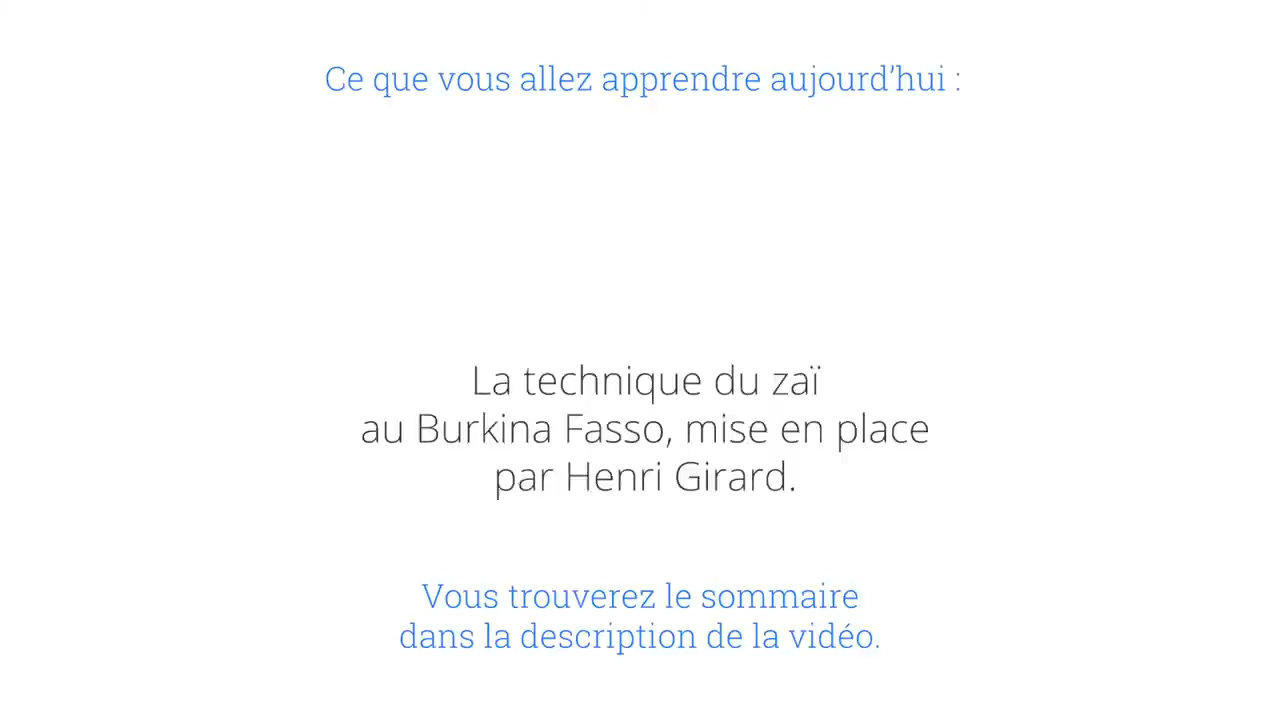 Ce que vous allez apprendre aujourd’hui :
La technique du zaï
au Burkina Fasso, mise en place
par Henri Girard.
Vous trouverez le sommaire
dans la description de la vidéo.